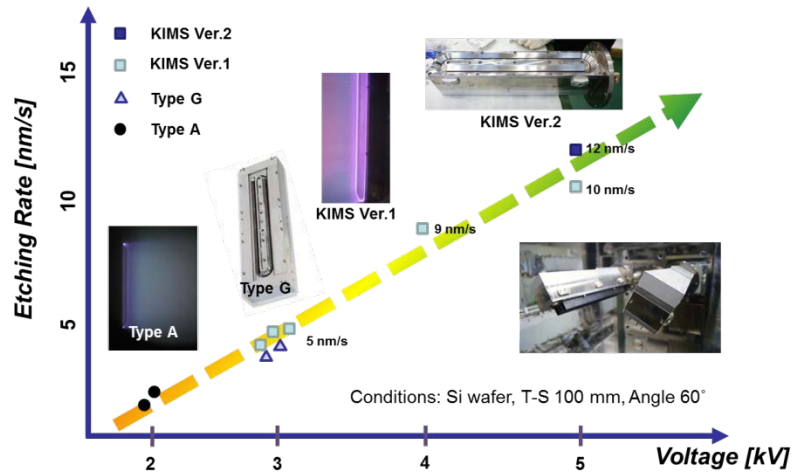 KIMS Ver.2
KIMS Ver.1
Type G
Type A
Etching Rate [nm/s]
15
10
5
KIMS Ver.2
12 nm/s
10 nm/s
KIMS Ver.1
9 nm/s
Type G
Type A
5 nm/s
Conditions: Si wafer, T-S 100 mm, Angle 60˚
2
3
4
5
Voltage [kV]